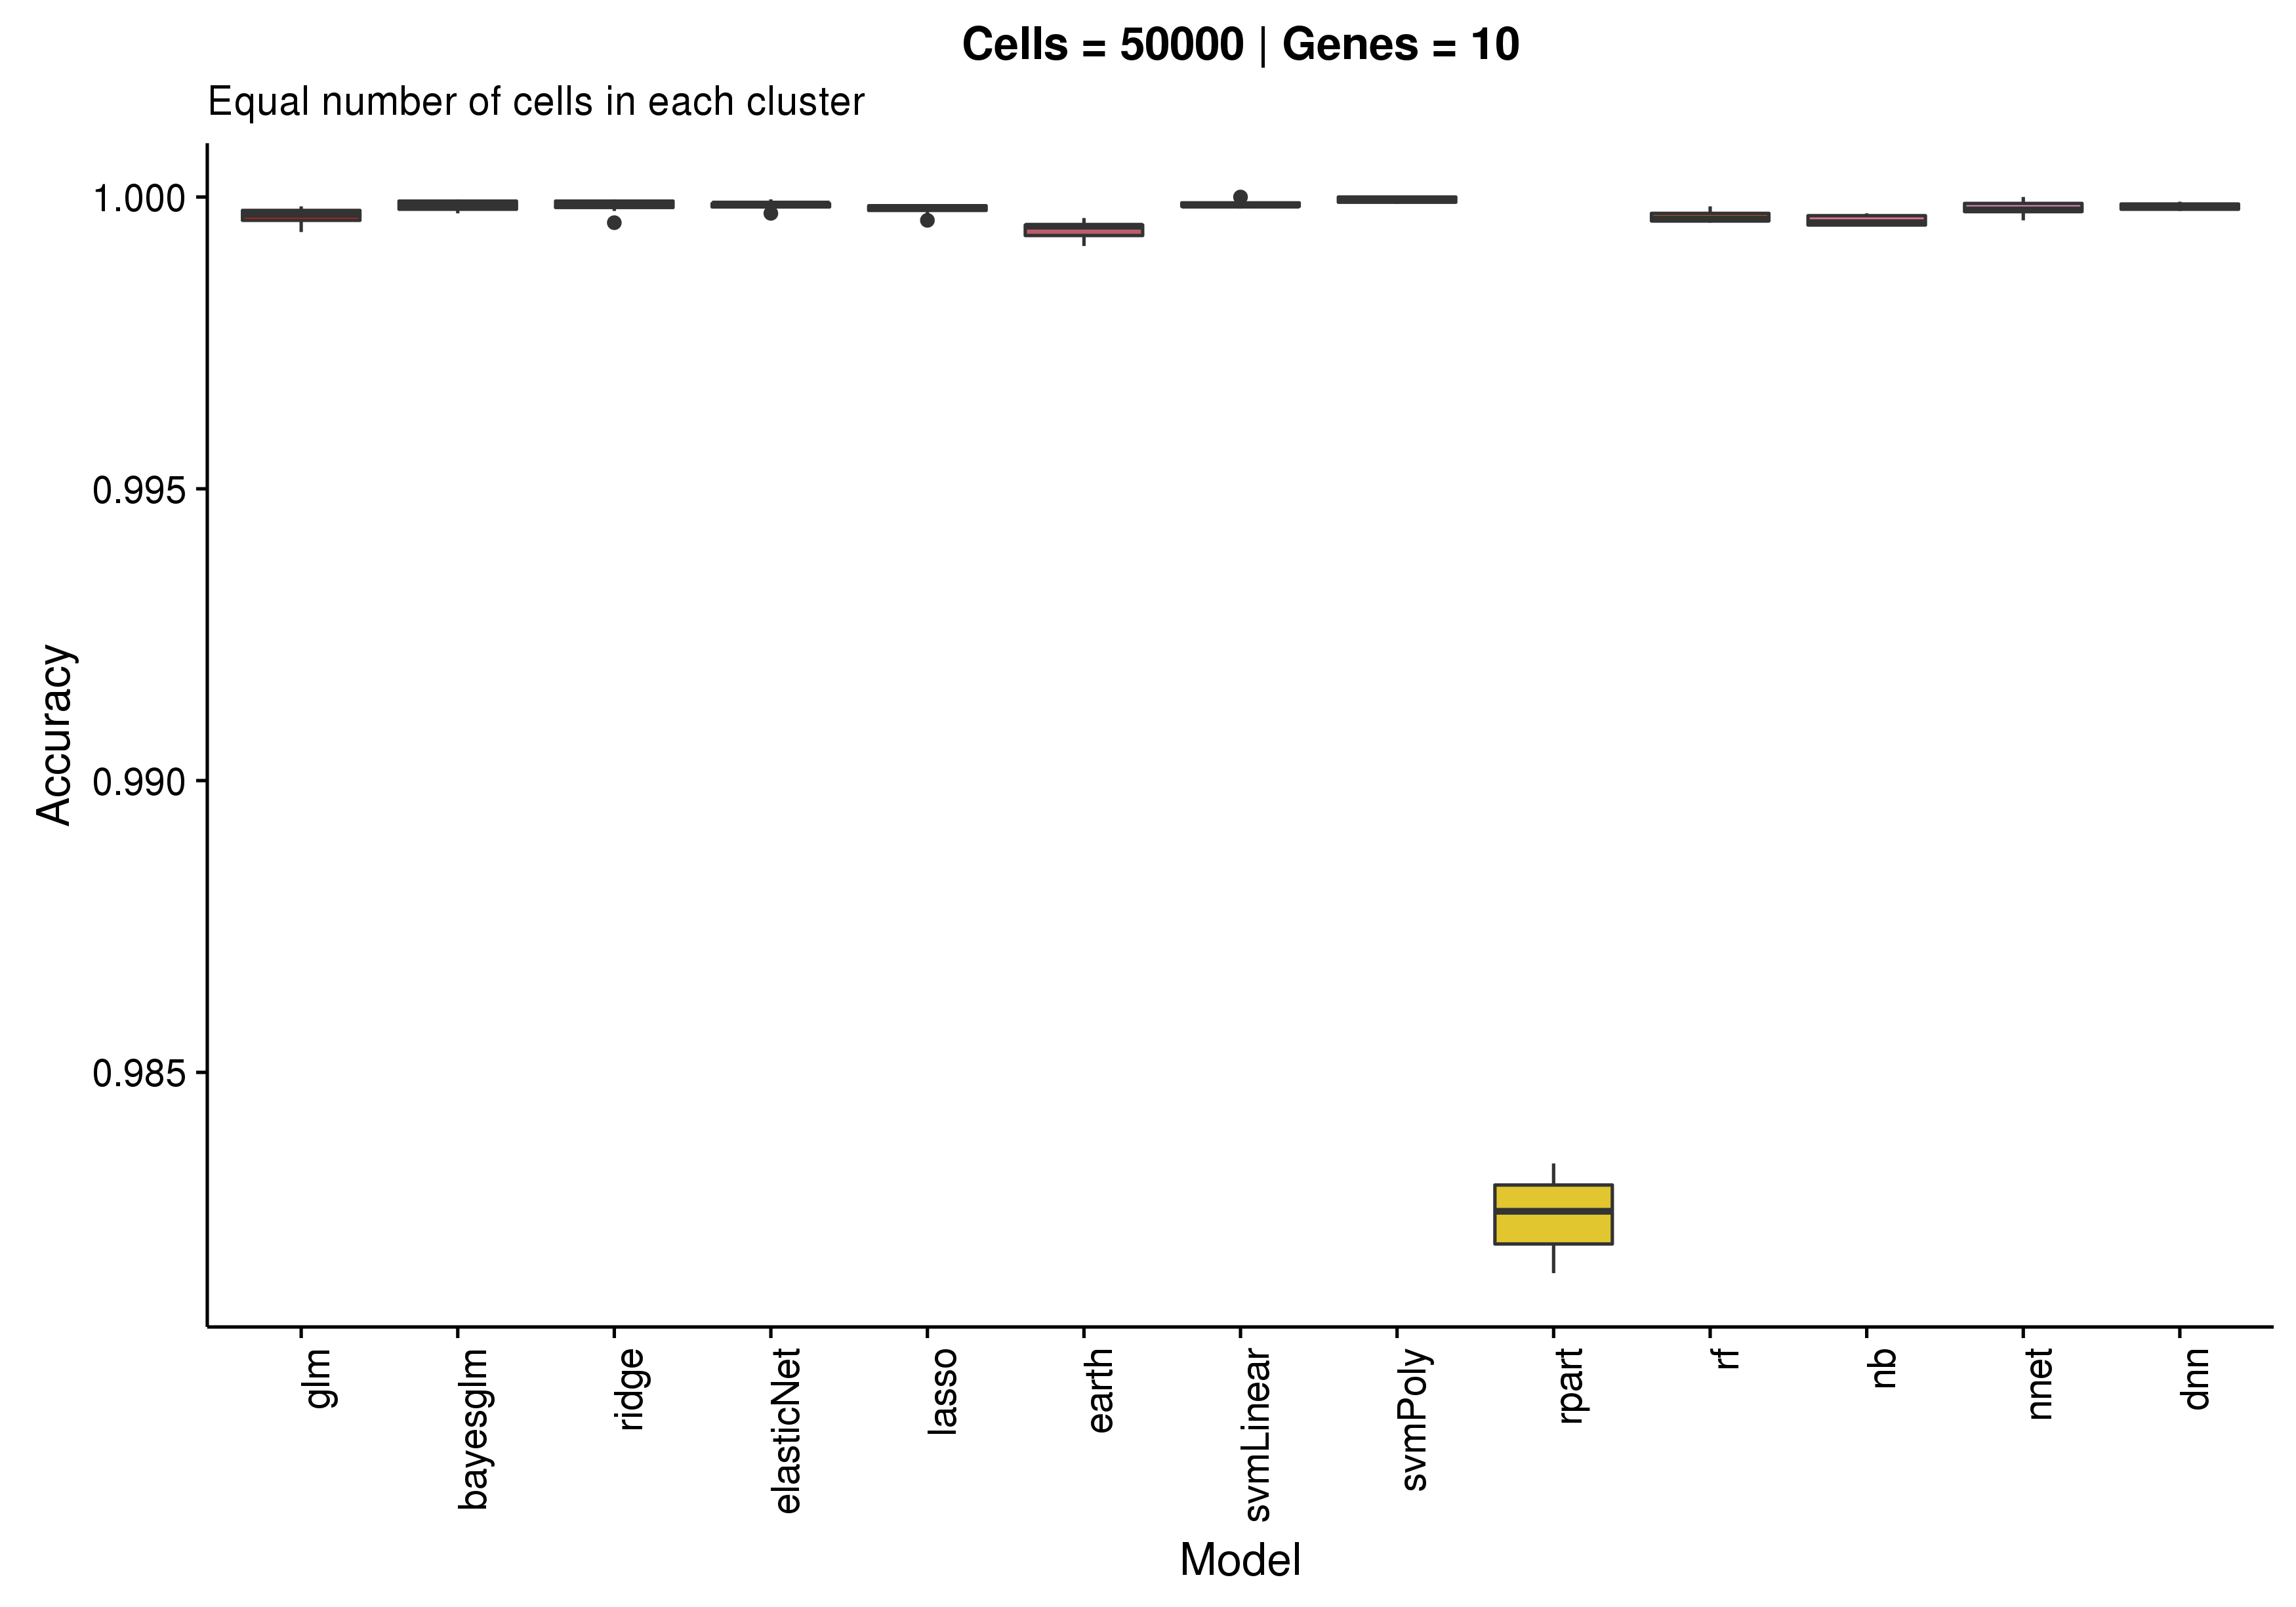 Cells = 50000 | Genes = 10
Equal number of cells in each cluster
1.000
0.995
0.990
0.985
Accuracy
glm
bayesglm
ridge
elasticNet
lasso
earth
svmLinear
svmPoly
rpart
rf
nb
nnet
dnn
Model